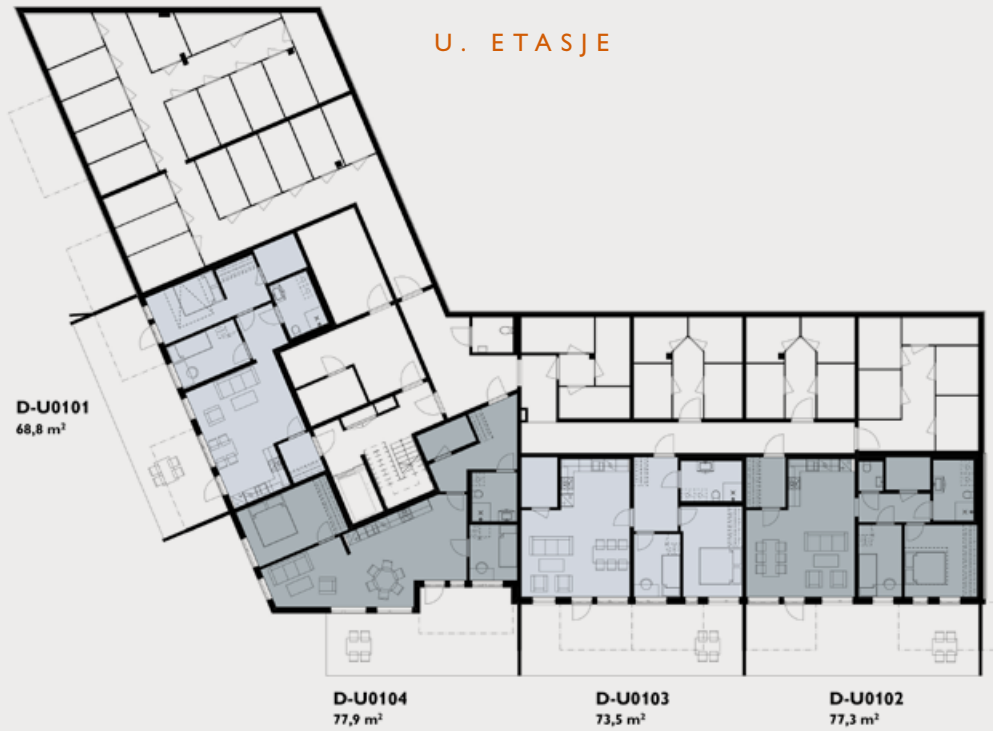 U. ETASJE
D-U0101
68,8 m²
D-U0104
77,9 m²
D-U0103
73,5 m²
D-U0102
77,3 m²